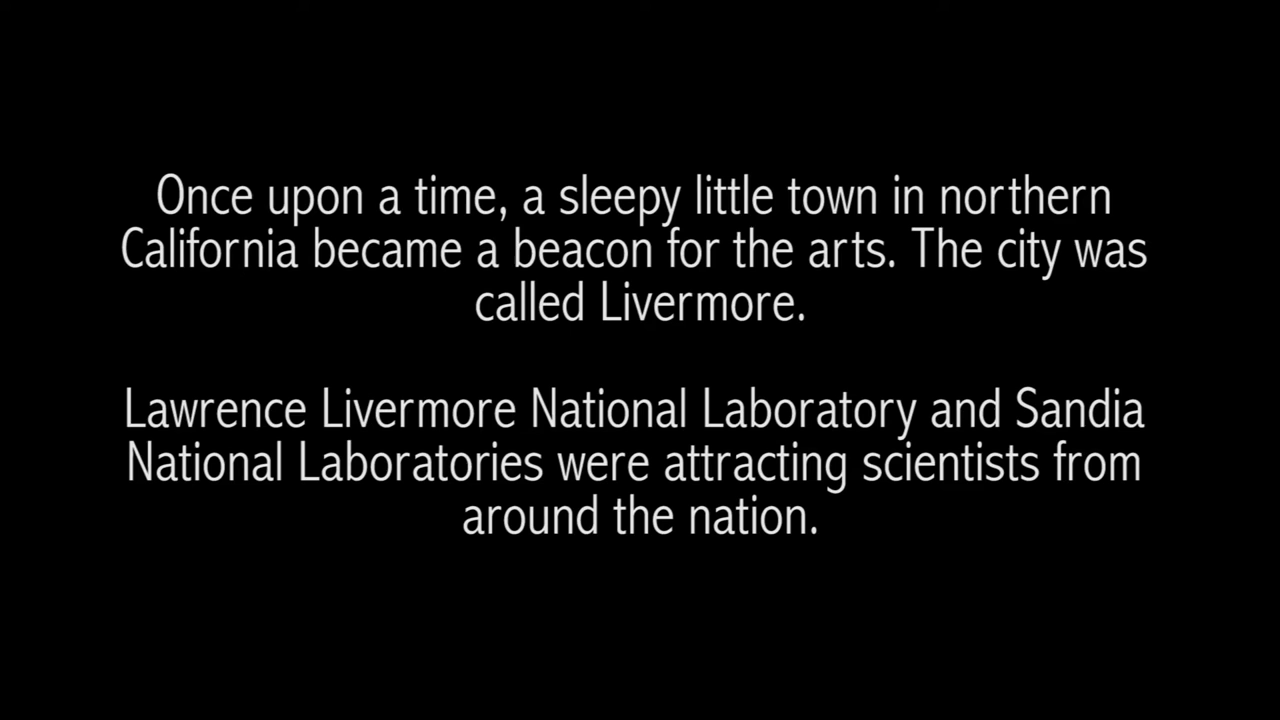 Once upon a time, a sleepy little town in northern
California became a beacon for the arts. The city was
called Livermore.
Lawrence Livermore National Laboratory and Sandia
National Laboratories were attracting scientists from
around the nation.